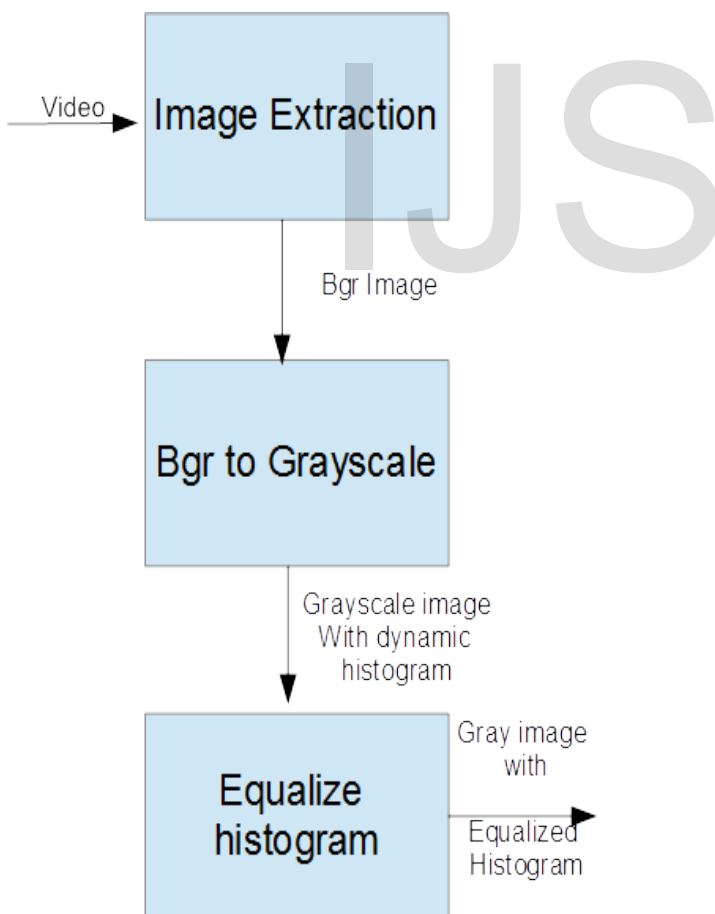 IJS
Video
Image Extraction
Bgr Image
Bgr to Grayscale
Grayscale image
With dynamic
histogram
Equalize
histogram
Gray image
with
Equalized
Histogram